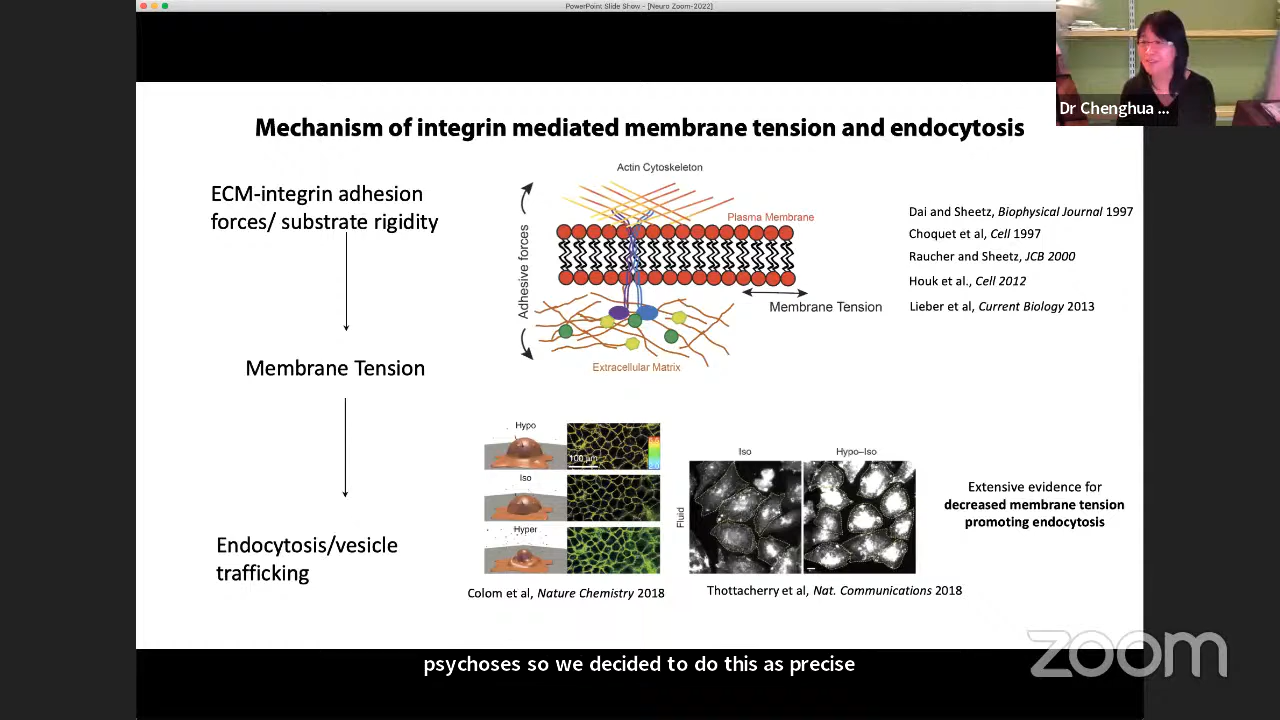 PowerPoint Slide Show - [Neuro Zoom-2022]
Dr Chenghua ...
Mechanism of integrin mediated membrane tension and endocytosis
ECM-integrin adhesion
forces/ substrate rigidity
Membrane Tension
Endocytosis/vesicle
trafficking
Actin Cytoskeleton
Plasma Membrane
Adhesive forces
Membrane Tension
Extracellular Matrix
Dai and Sheetz, Biophysical Journal 1997
Choquet et al, Cell 1997
Raucher and Sheetz, JCB 2000
Houk et al., Cell 2012
Lieber et al, Current Biology 2013
Hypo
100 µm
Iso
Hyper
Colom et al, Nature Chemistry 2018
Iso
Hypo–Iso
Fluid
Thottacherry et al, Nat. Communications 2018
Extensive evidence for
decreased membrane tension
promoting endocytosis
zoom
psychoses so we decided to do this as precise